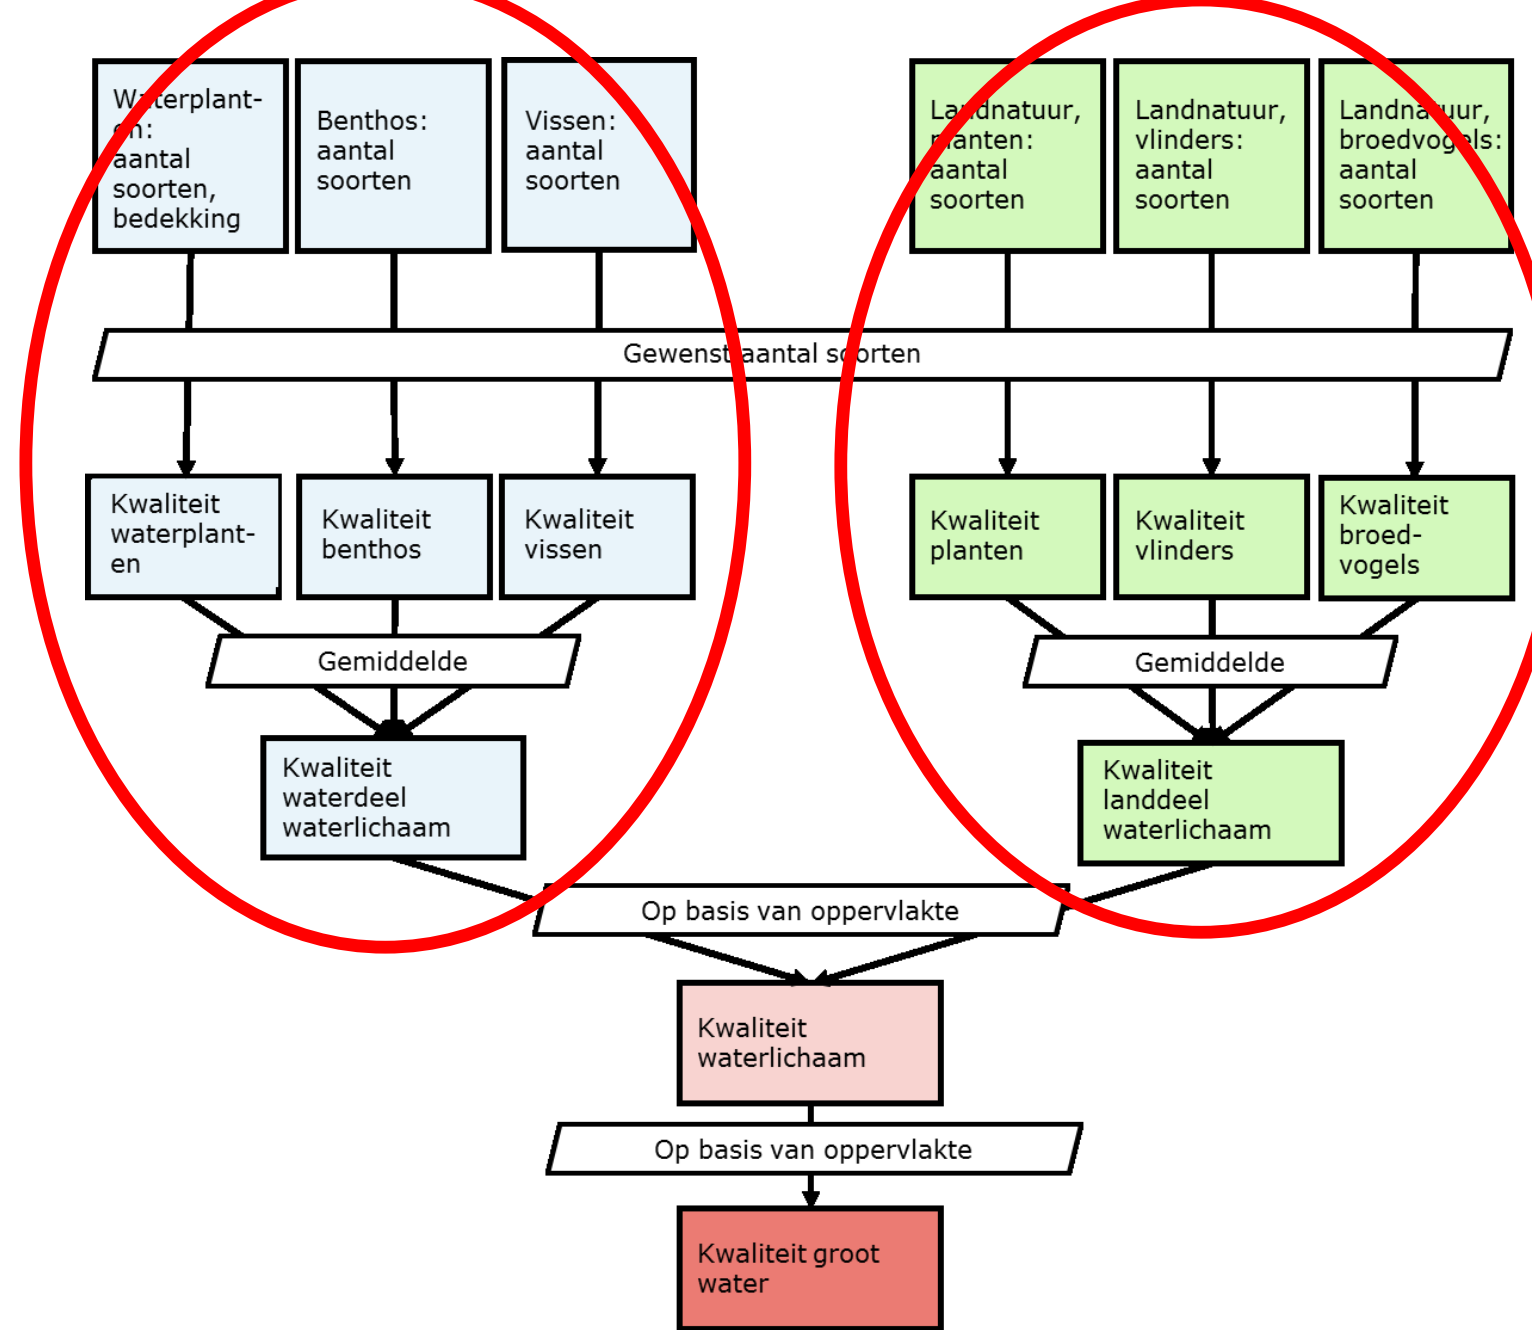 Waterplant-
en:
aantal
soorten,
bedekking
Benthos:
aantal
soorten
Vissen:
aantal
soorten
Landnatuur,
planten:
aantal
soorten
Landnatuur,
vlinders:
aantal
soorten
Landnatuur,
broedvogels:
aantal
soorten
Gewenst aantal soorten
Kwaliteit
waterplant-
en
Kwaliteit
benthos
Kwaliteit
vissen
Kwaliteit
planten
Kwaliteit
vlinders
Kwaliteit
broed-
vogels
Gemiddelde
Gemiddelde
Kwaliteit
waterdeel
waterlichaam
Kwaliteit
landdeel
waterlichaam
Op basis van oppervlakte
Kwaliteit
waterlichaam
Op basis van oppervlakte
Kwaliteit groot
water